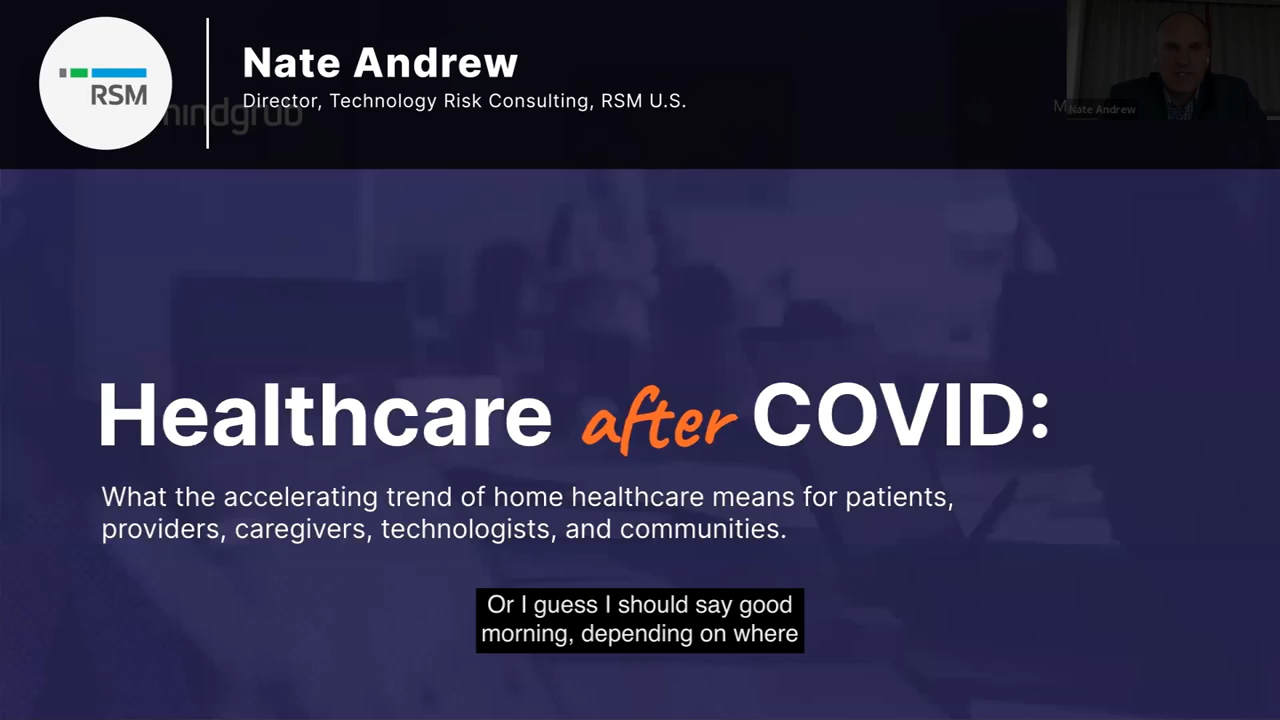 RSM
Nate Andrew
Director, Technology Risk Consulting, RSM U.S.
mindgrub
Nate Andrew
Healthcare after COVID:
What the accelerating trend of home healthcare means for patients,
providers, caregivers, technologists, and communities.
Or I guess I should say good
morning, depending on where